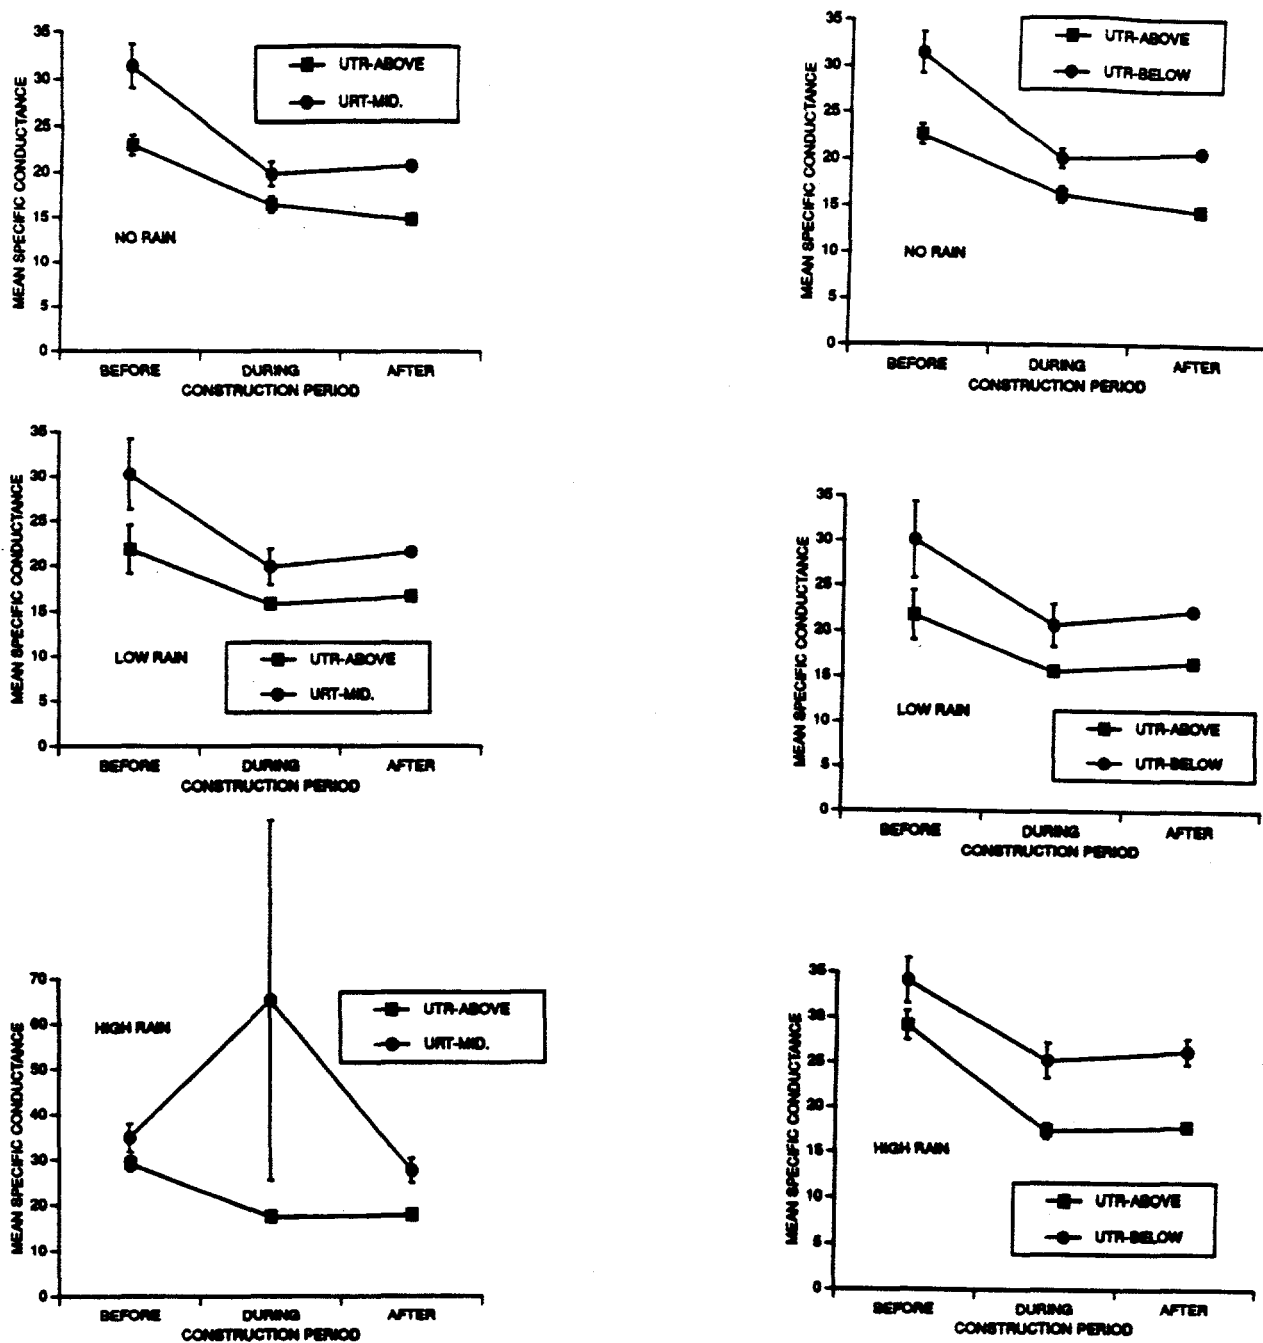 35
30
25
20
15
10
5
0
MEAN SPECIFIC CONDUCTANCE
UTR-ABOVE
URT-MID.
NO RAIN
BEFORE DURING AFTER
CONSTRUCTION PERIOD
35
30
25
20
15
10
5
0
MEAN SPECIFIC CONDUCTANCE
UTR-ABOVE
UTR-BELOW
NO RAIN
BEFORE DURING AFTER
CONSTRUCTION PERIOD
35
30
25
20
15
10
5
0
MEAN SPECIFIC CONDUCTANCE
LOW RAIN
UTR-ABOVE
URT-MID.
BEFORE DURING AFTER
CONSTRUCTION PERIOD
35
30
25
20
15
10
5
0
MEAN SPECIFIC CONDUCTANCE
LOW RAIN
UTR-ABOVE
UTR-BELOW
BEFORE DURING AFTER
CONSTRUCTION PERIOD
70
60
50
40
30
20
10
0
MEAN SPECIFIC CONDUCTANCE
HIGH RAIN
UTR-ABOVE
URT-MID.
BEFORE DURING AFTER
CONSTRUCTION PERIOD
35
30
25
20
15
10
5
0
MEAN SPECIFIC CONDUCTANCE
HIGH RAIN
UTR-ABOVE
UTR-BELOW
BEFORE DURING AFTER
CONSTRUCTION PERIOD